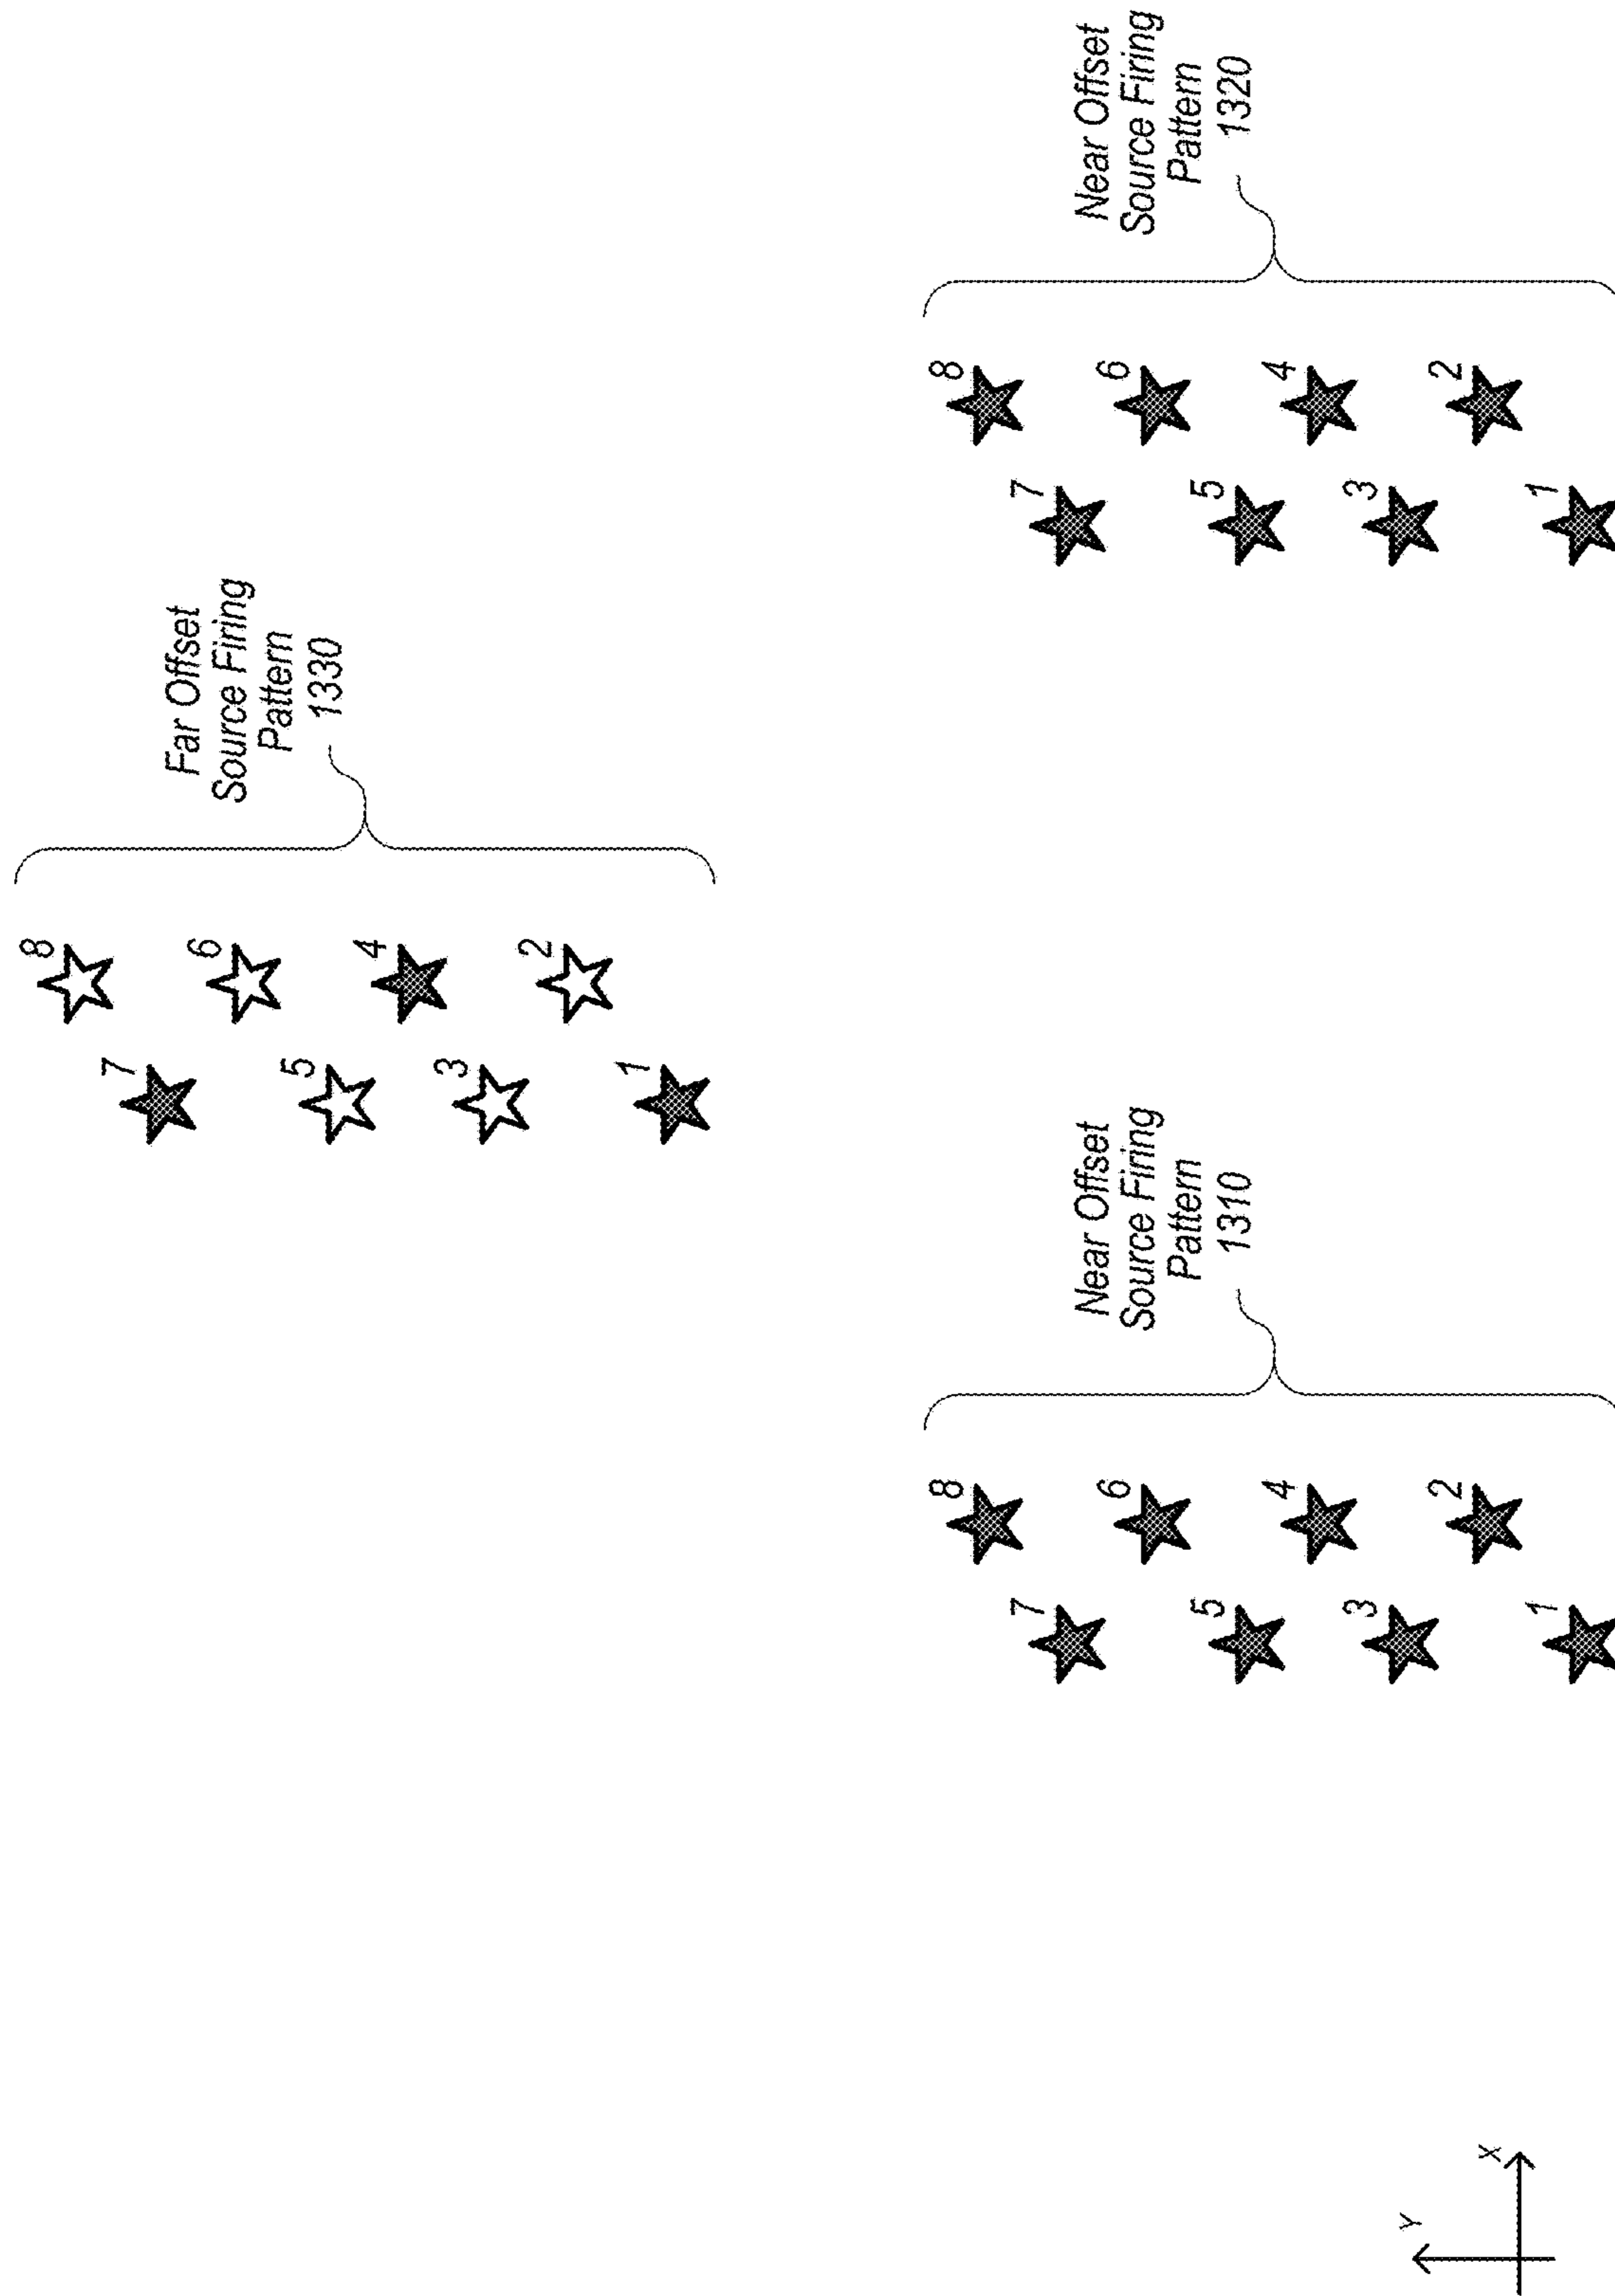 Far Offset
Source Firing
Pattern
1330
8
7
6
5
4
3
2
1
Near Offset
Source Firing
Pattern
1310
8
7
6
5
4
3
2
1
Near Offset
Source Firing
Pattern
1320
8
7
6
5
4
3
2
1
Y
X